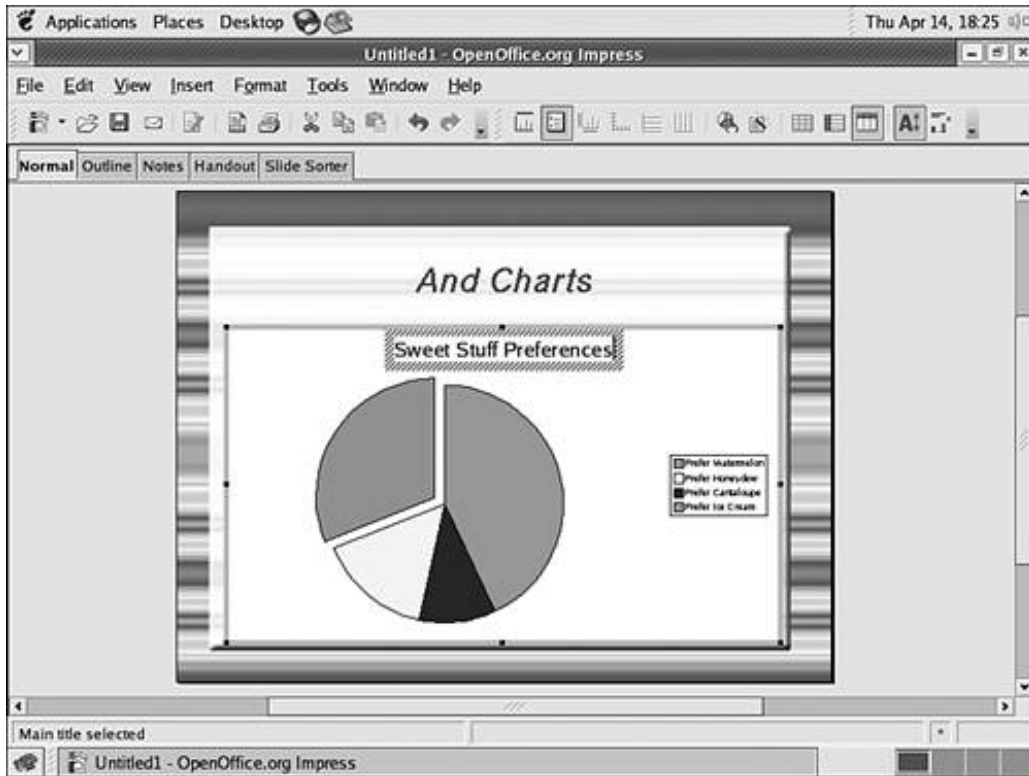 Applications Places Desktop Thu Apr 14, 18:25
Untitled1 - OpenOffice.org Impress
File Edit View Insert Format Tools Window Help
Normal Outline Notes Handout Slide Sorter
And Charts
Sweet Stuff Preferences
Prefer Watermelon
Prefer Honeydew
Prefer Cantaloupe
Prefer Ice Cream
Main title selected
*
Untitled1 - OpenOffice.org Impress